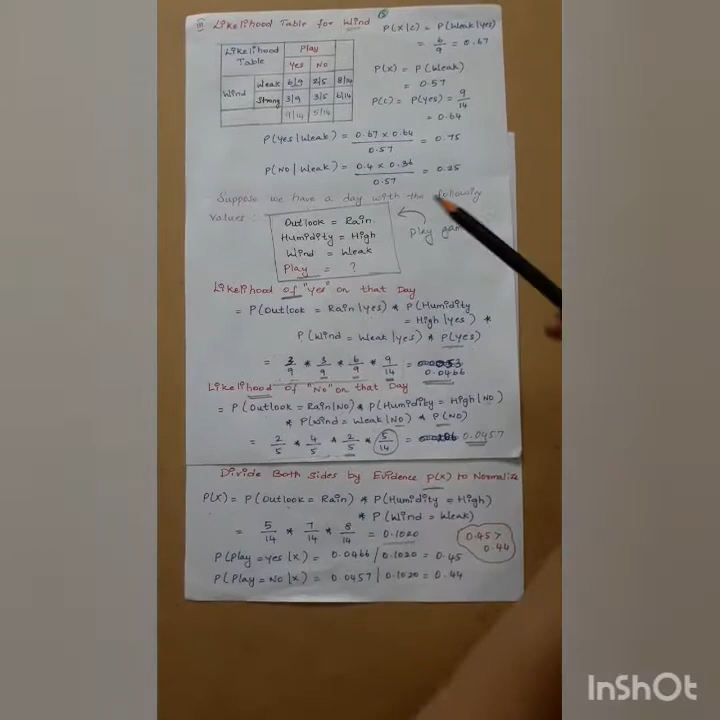 III Likelihood Table for Wind
P(X|c) = P(Weak|yes)
= 6/9 = 0.67
Likelihood Table Play
Yes No
Wind Weak 6/9 2/5 8/14
Strong 3/9 3/5 6/14
9/14 5/14
P(X) = P(Weak)
= 0.57
P(c) = P(yes) = 9/14
= 0.64
P(Yes|Weak) = 0.67 x 0.64 / 0.57 = 0.75
P(No|Weak) = 0.4 x 0.36 / 0.57 = 0.25
Suppose we have a day with the following
values:
Outlook = Rain
Humidity = High
Wind = Weak
Play = ?
Play
Likelihood of "Yes" on that Day
= P(Outlook = Rain|yes) * P(Humidity
= High|yes) *
P(Wind = Weak|yes) * P(yes)
= 3/9 * 3/9 * 6/9 * 9/14 =
0.0466
Likelihood of "No" on that Day
= P(Outlook = Rain|No) * P(Humidity = High|No)
* P(Wind = Weak|No) * P(No)
= 2/5 * 4/5 * 2/5 * 5/14 = 0.0457
Divide Both sides by Evidence P(X) to Normalize
P(X) = P(Outlook = Rain) * P(Humidity = High)
* P(Wind = Weak)
= 5/14 * 7/14 * 8/14 = 0.1020
0.45 >
0.44
P(Play = yes|X) = 0.0466 / 0.1020 = 0.45
P(Play = No|X) = 0.0457 / 0.1020 = 0.44
InShOt